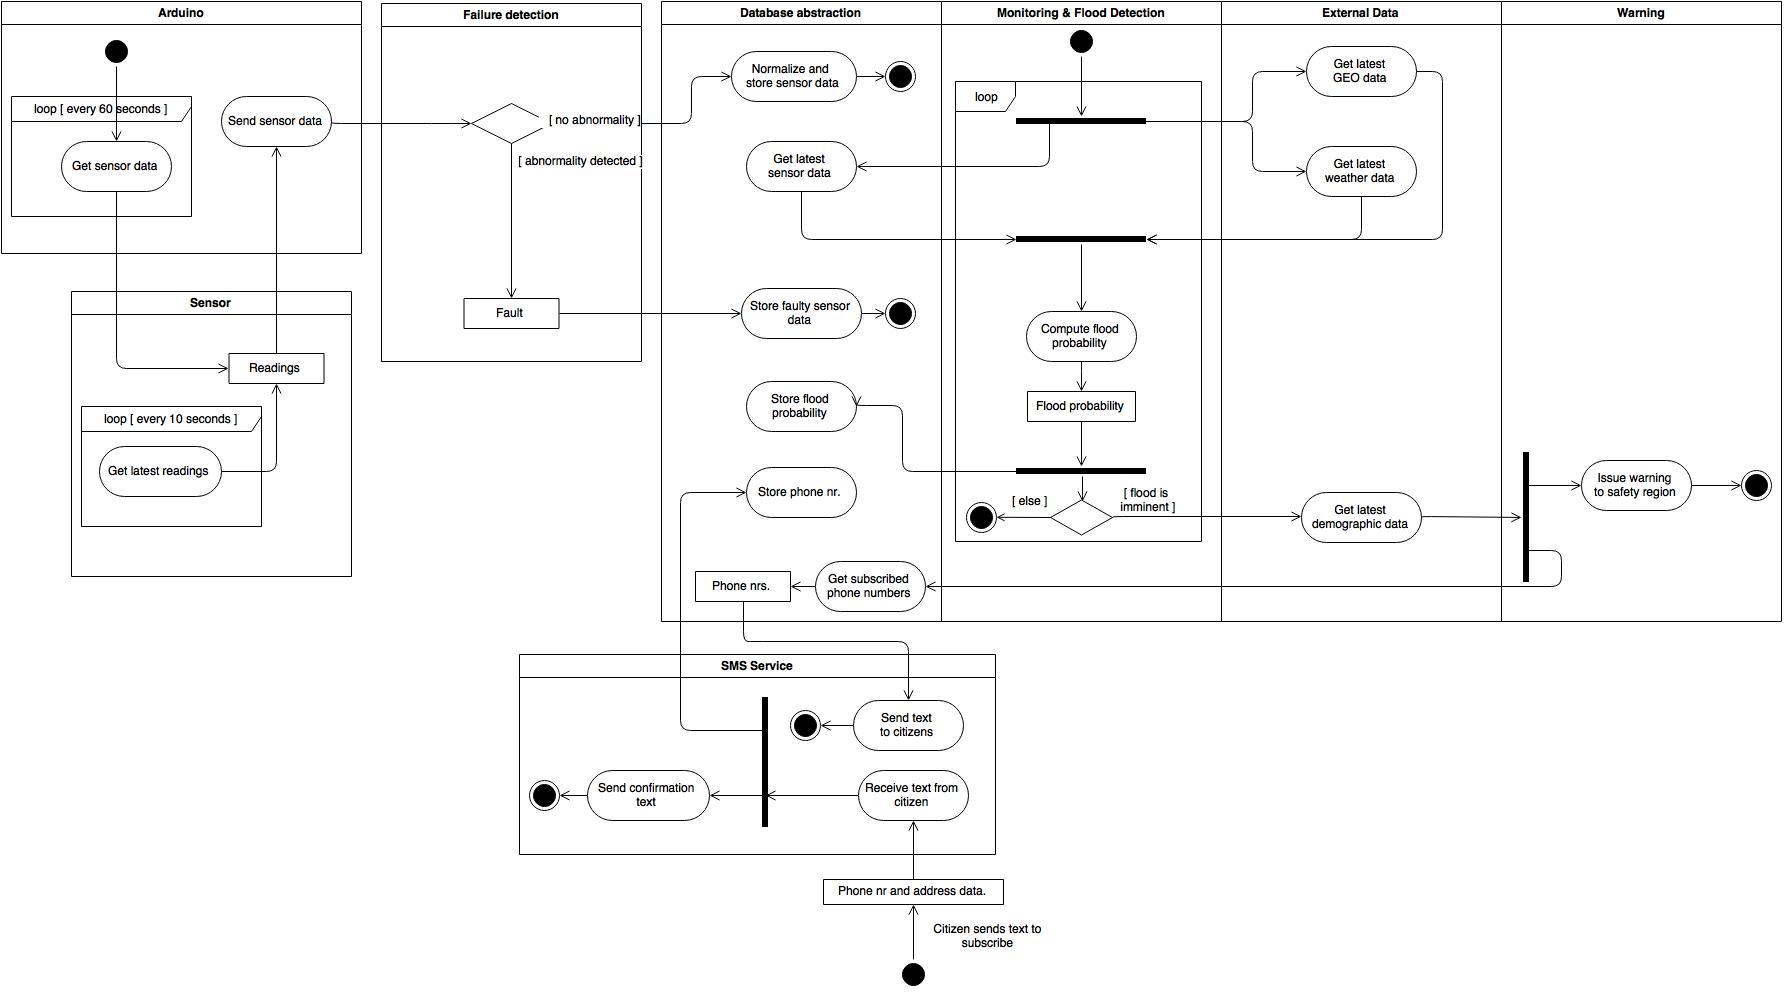 Arduino
Failure detection
Database abstraction
Monitoring & Flood Detection
External Data
Warning
loop [ every 60 seconds ]
Get sensor data
Send sensor data
[ no abnormality ]
[ abnormality detected ]
Fault
Sensor
Readings
loop [ every 10 seconds ]
Get latest readings
Normalize and
store sensor data
Get latest
sensor data
Store faulty sensor
data
Store flood
probability
Store phone nr.
Phone nrs.
Get subscribed
phone numbers
loop
Compute flood
probability
Flood probability
[ else ]
[ flood is
imminent ]
Get latest
GEO data
Get latest
weather data
Get latest
demographic data
Issue warning
to safety region
SMS Service
Send text
to citizens
Send confirmation
text
Receive text from
citizen
Phone nr and address data.
Citizen sends text to
subscribe